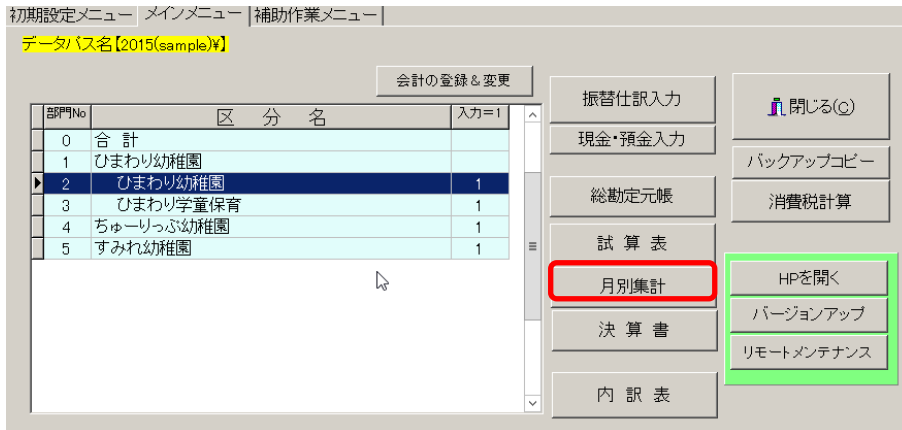 初期設定メニュー メインメニュー 補助作業メニュー
データパス名【2015(sample)¥】
会計の登録＆変更
部門No 区 分 名 入力＝1
0 合 計
1 ひまわり幼稚園
2 ひまわり幼稚園 1
3 ひまわり学童保育 1
4 ちゅーりっぷ幼稚園 1
5 すみれ幼稚園 1
振替仕訳入力
現金・預金入力
総勘定元帳
試 算 表
月別集計
決 算 書
内 訳 表
閉じる(C)
バックアップコピー
消費税計算
HPを開く
バージョンアップ
リモートメンテナンス